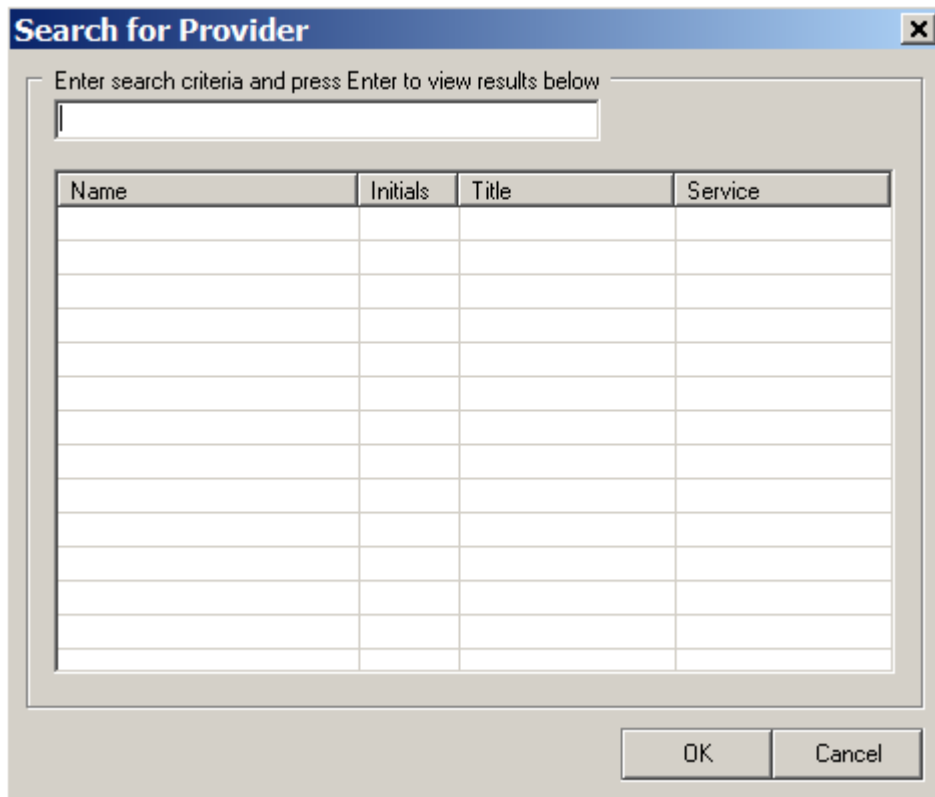 Search for Provider
Enter search criteria and press Enter to view results below
Name Initials Title Service
OK Cancel